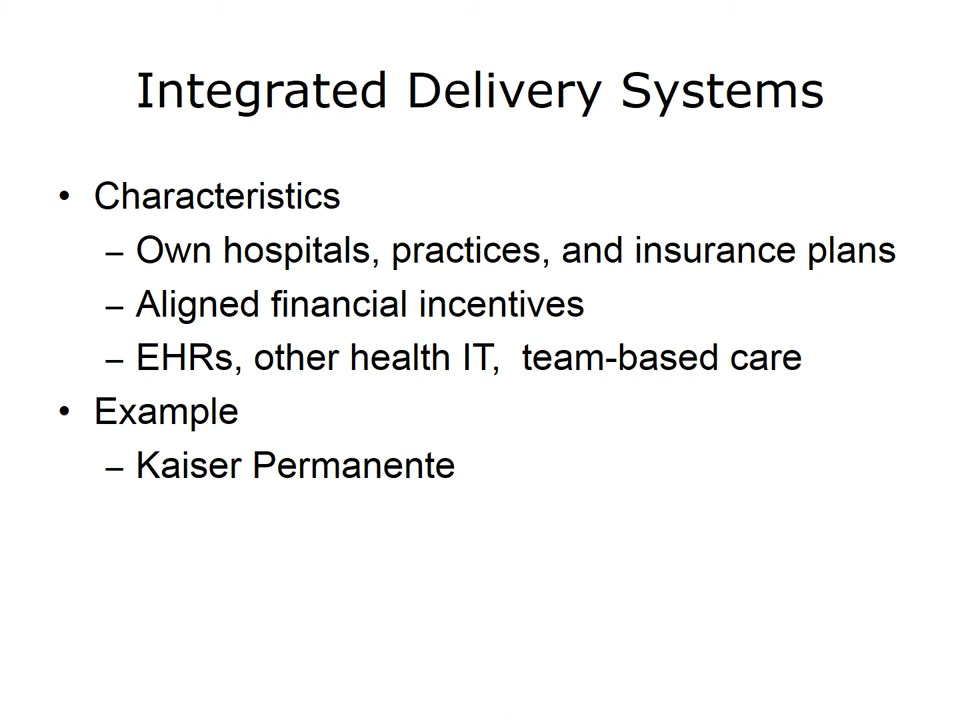 Integrated Delivery Systems
• Characteristics
– Own hospitals, practices, and insurance plans
– Aligned financial incentives
– EHRs, other health IT,  team-based care
• Example
– Kaiser Permanente